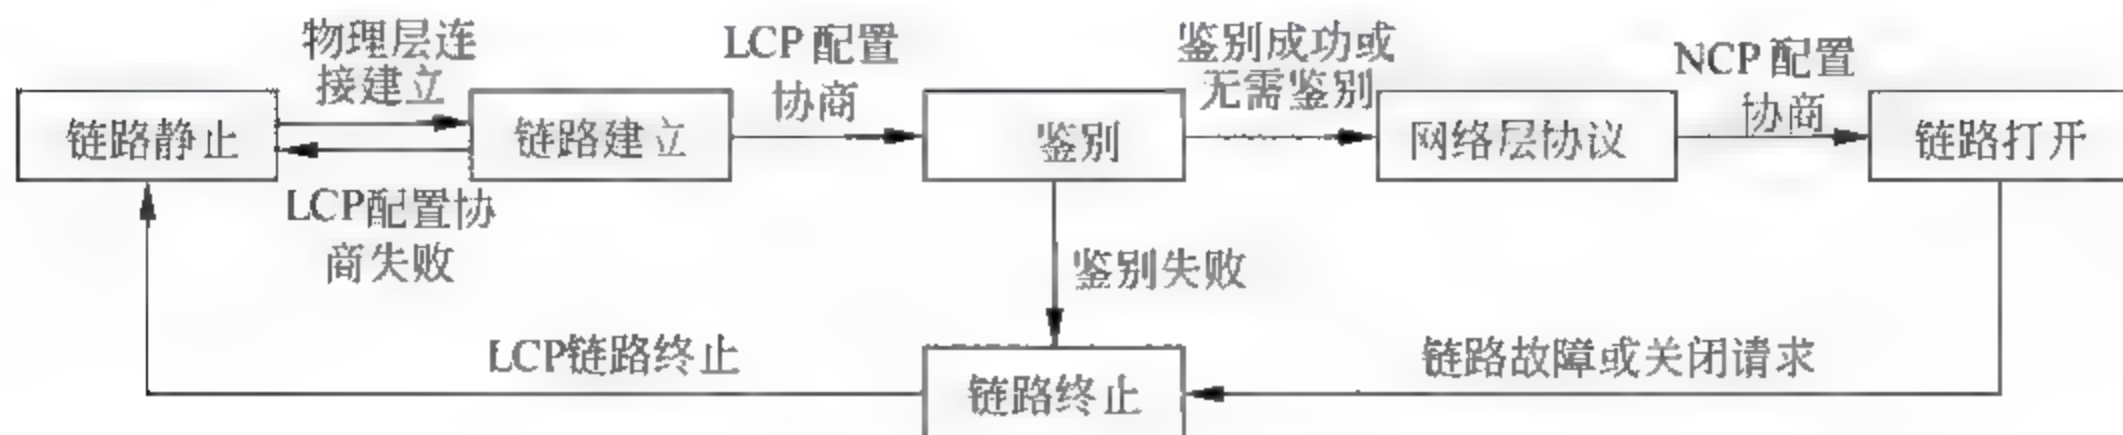 物理层连
接建立
LCP 配置
协商
鉴别成功或
无需鉴别
NCP 配置
协商
链路静止
链路建立
鉴别
网络层协议
链路打开
LCP配置协
商失败
鉴别失败
LCP链路终止
链路故障或关闭请求
链路终止